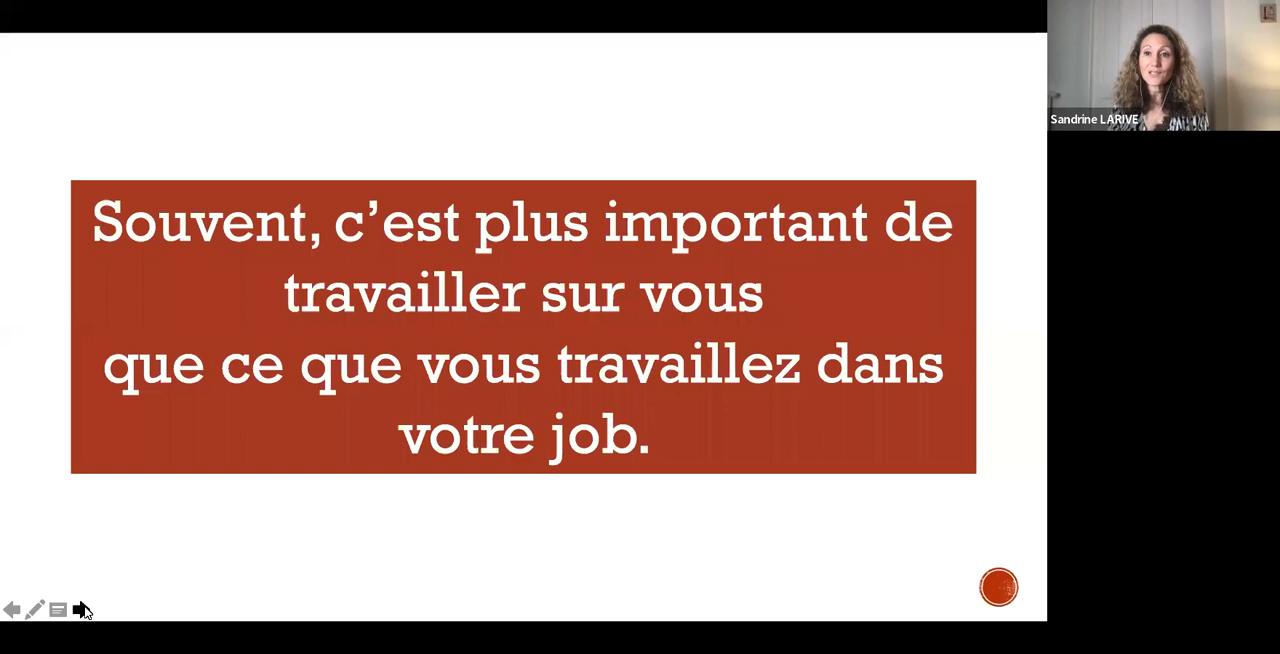 Souvent, c’est plus important de
travailler sur vous
que ce que vous travaillez dans
votre job.
Sandrine LARIVE